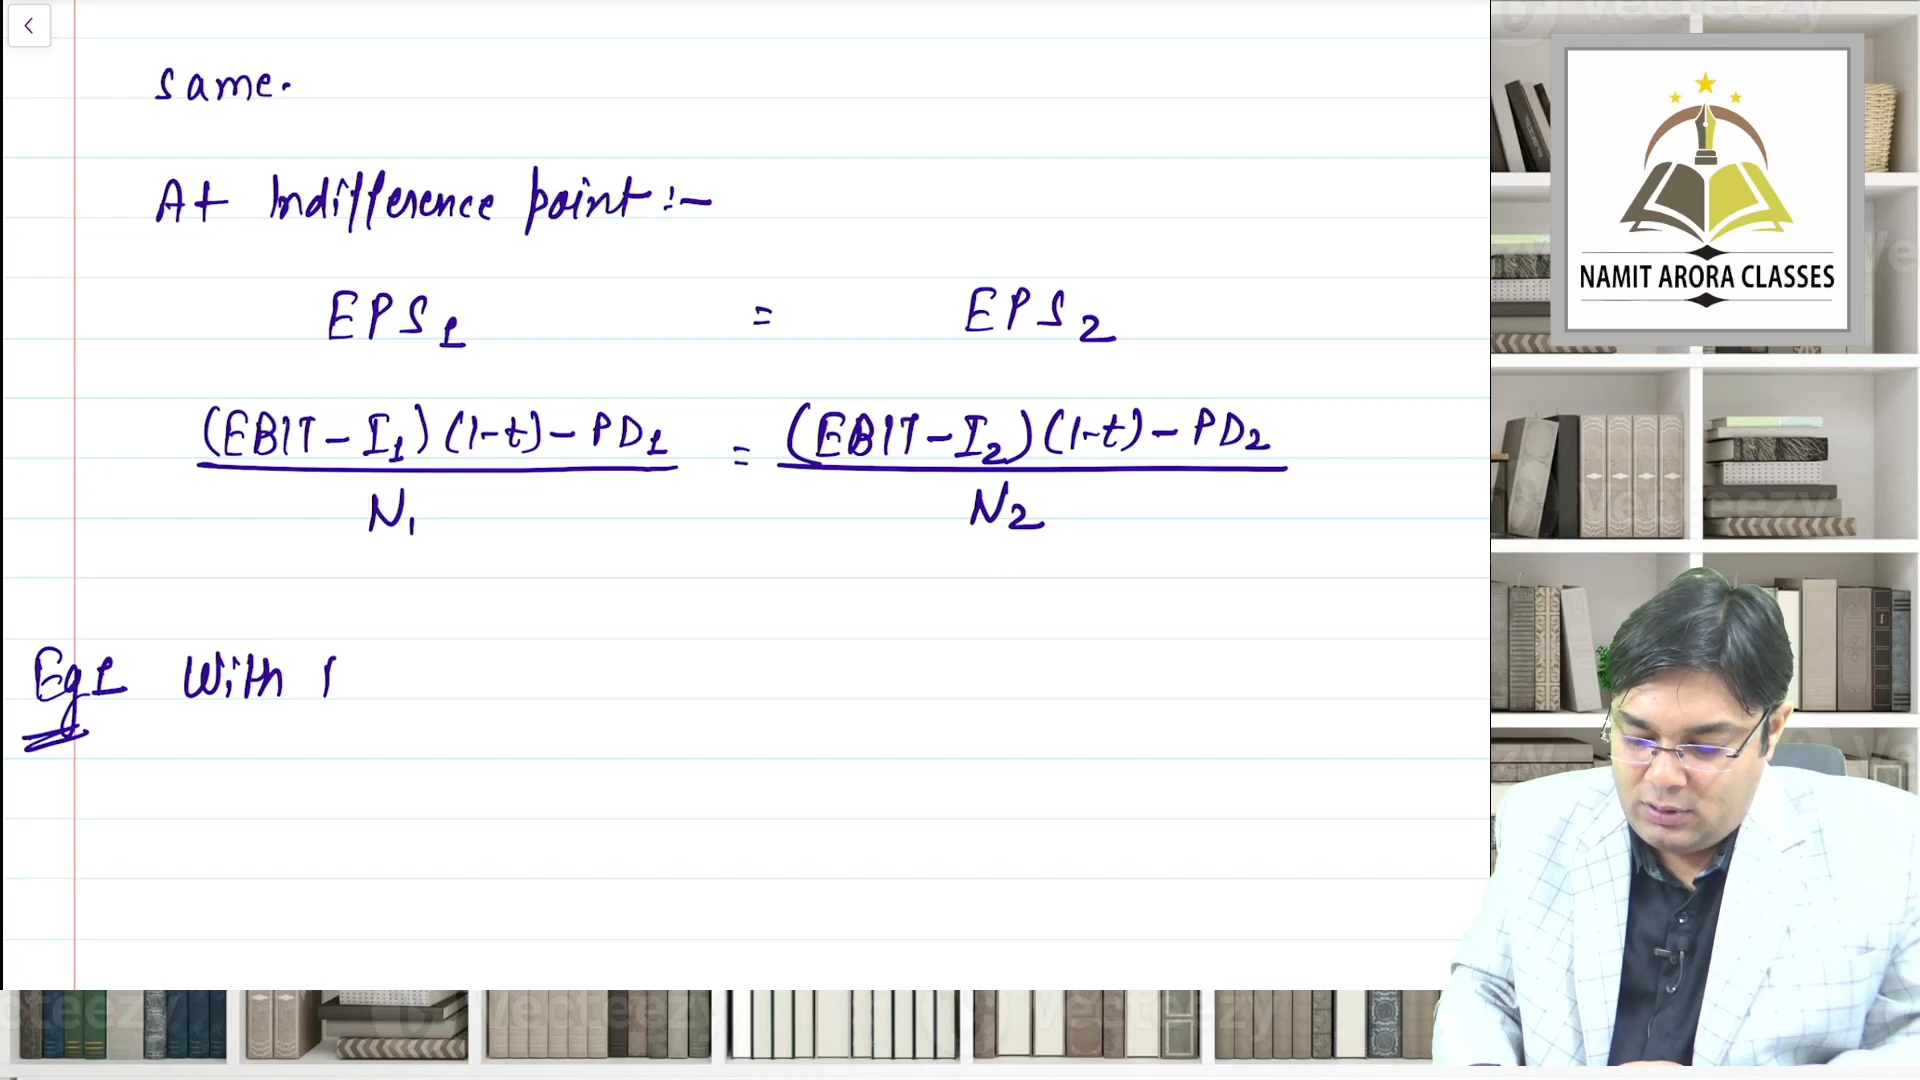 same.
At Indifference point :-
EPS1 = EPS2
(EBIT - I1) (1-t) - PD1 = (EBIT - I2) (1-t) - PD2
N1 N2
Eg1 With
NAMIT ARORA CLASSES